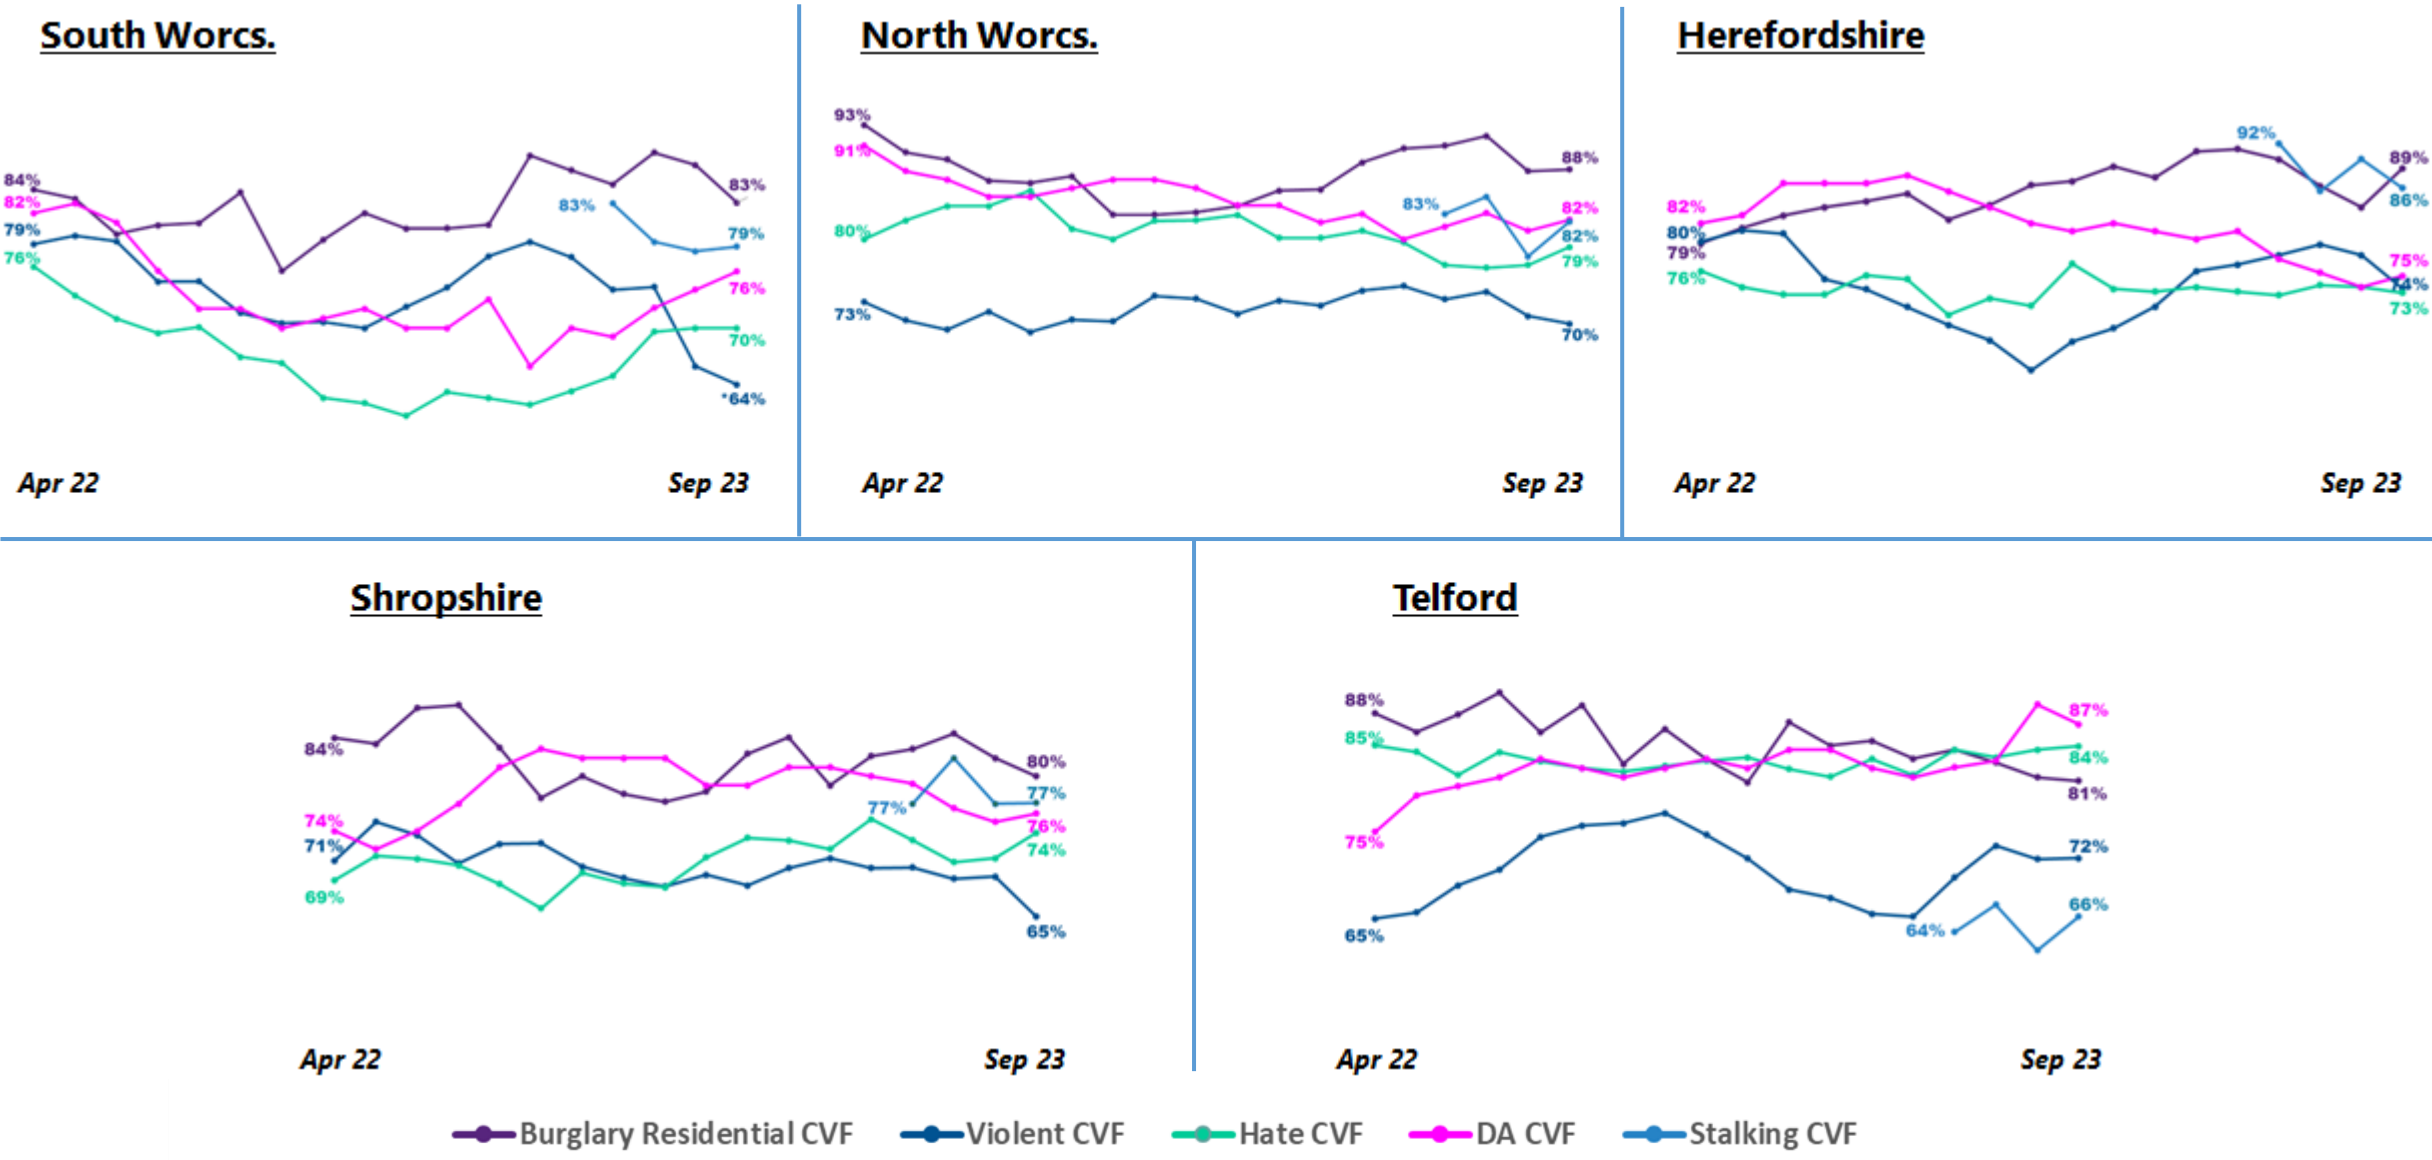 South Worcs.
84%
82%
79%
76%
83%
83%
79%
76%
70%
*64%
Apr 22
Sep 23
North Worcs.
93%
91%
80%
73%
83%
88%
82%
82%
79%
70%
Apr 22
Sep 23
Herefordshire
82%
80%
79%
76%
92%
89%
86%
75%
74%
73%
Apr 22
Sep 23
Shropshire
84%
74%
71%
69%
77%
80%
77%
76%
74%
65%
Apr 22
Sep 23
Telford
88%
85%
75%
65%
64%
87%
84%
81%
72%
66%
Apr 22
Sep 23
Burglary Residential CVF
Violent CVF
Hate CVF
DA CVF
Stalking CVF